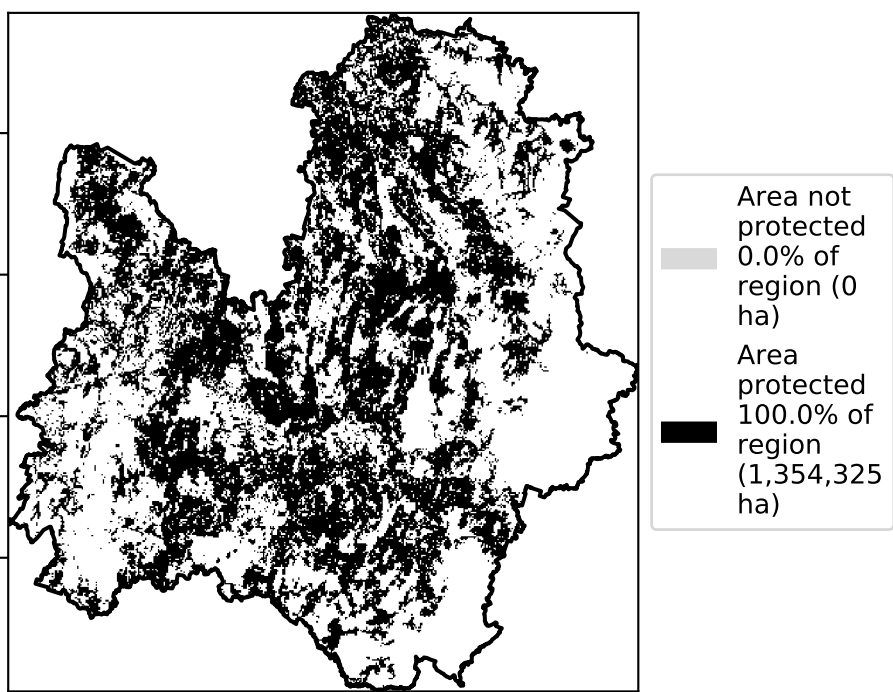 Area not
protected
0.0% of
region (0
ha)
Area
protected
100.0% of
region
(1,354,325
ha)